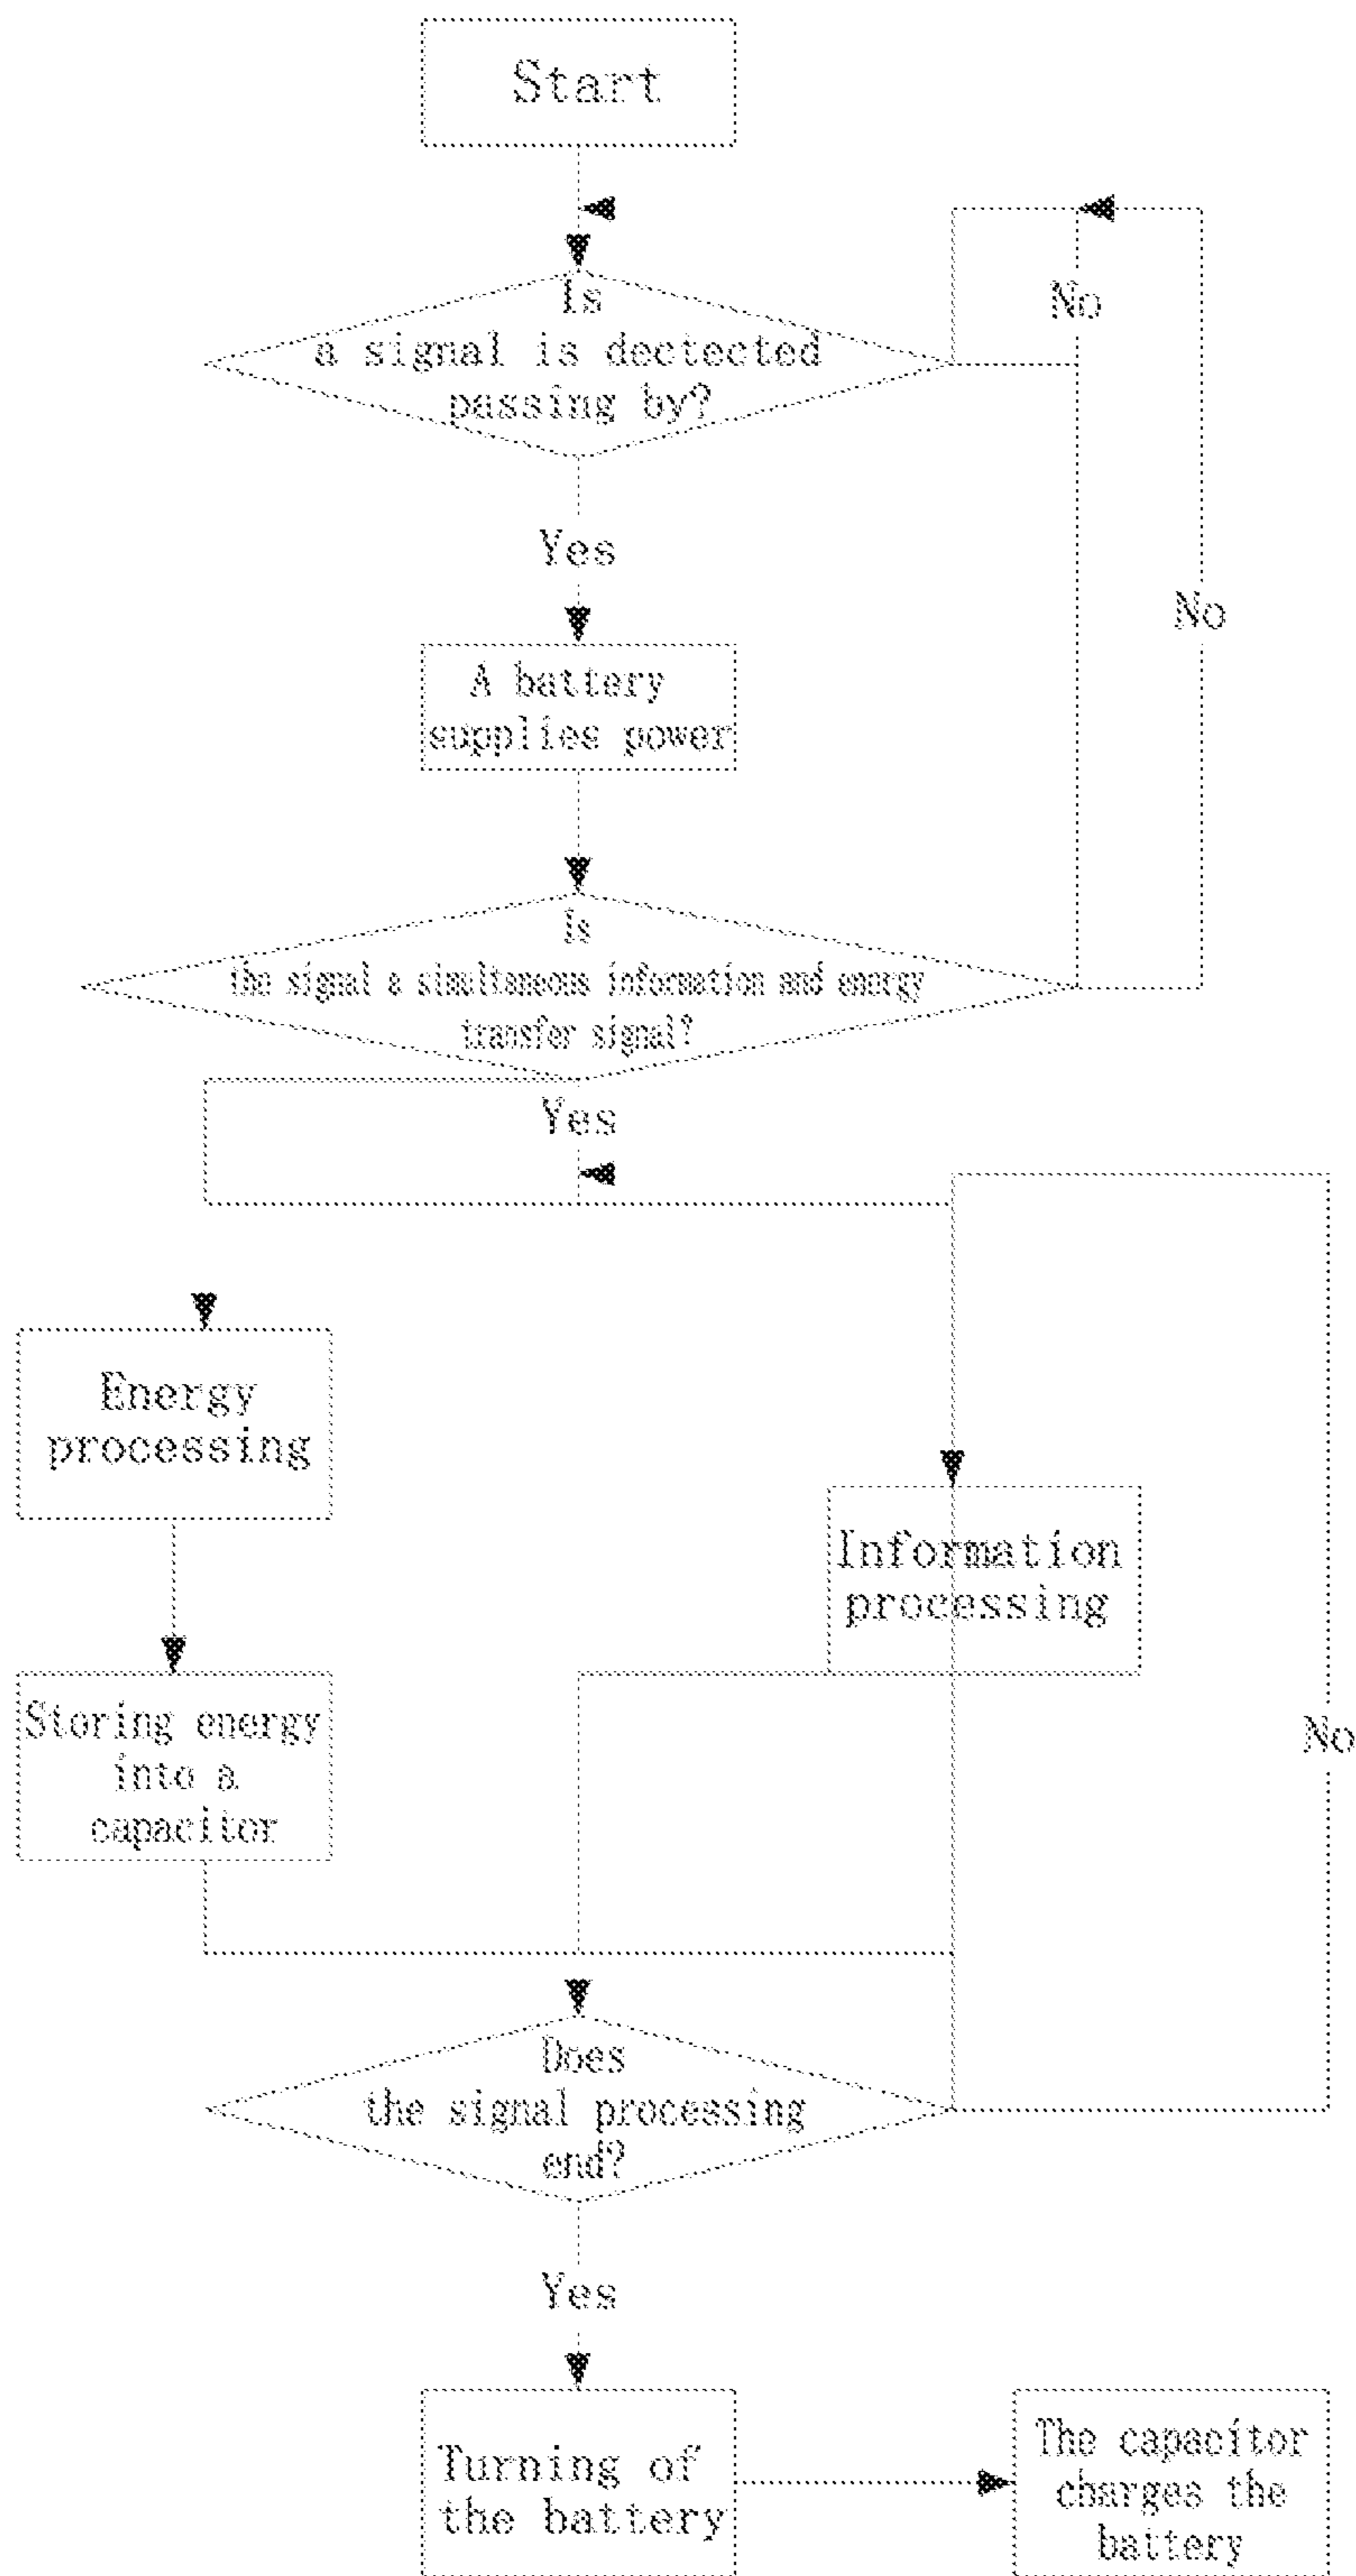 Start
Is
a signal is dectected
passing by?
No
Yes
No
A battery
supplies power
Is
the signal a simultaneous information and energy
transfer signal?
Yes
Energy
processing
Information
processing
Storing energy
into a
capacitor
No
Does
the signal processing
end?
Yes
Turning of
the battery
The capacitor
charges the
battery